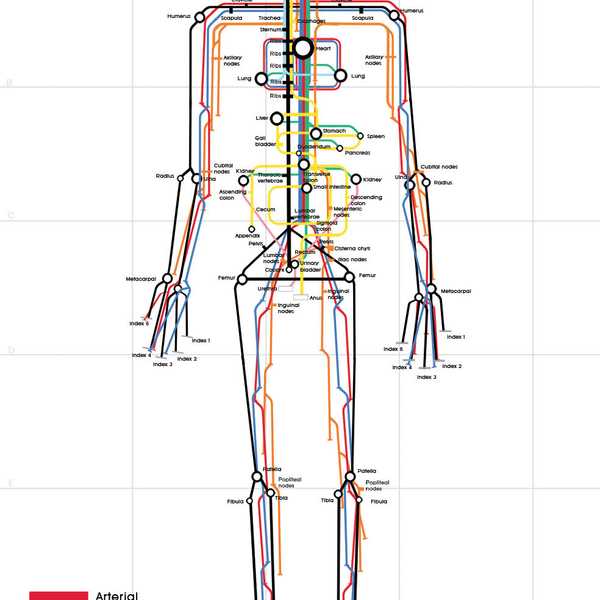 Humerus
Scapula
Trachea
Esophages
Scapula
Humerus
Sternum
Ribs
Heart
Axillary
nodes
Ribs
Axillary
nodes
Ribs
Lung
Ribs
Lung
Ribs
Liver
Stomach
Spleen
Gall
bladder
Duodendum
Pancreas
Cubital
nodes
Radius
Ulna
Kidney
Thoracic
vertebrae
Transverse
colon
Kidney
Cubital nodes
Ulna
Radius
Ascending
colon
Small intestine
Descending
colon
Cecum
Lumbar
vertebrae
Mesenteric
nodes
Sigmoid
colon
Appendix
Pelvis
Pelvis
Cisterna chyli
Lumbar
nodes
Rectum
Iliac nodes
Coccyx
Urinary
bladder
Metacarpal
Femur
Femur
Urethra
Anus
Inguinal
nodes
Metacarpal
Inguinal
nodes
Index 5
Index 1
Index 4
Index 3
Index 2
Index 1
Index 5
Index 4
Index 3
Index 2
Patella
Popliteal
nodes
Fibula
Tibia
Patella
Popliteal
nodes
Tibia
Fibula
Arterial